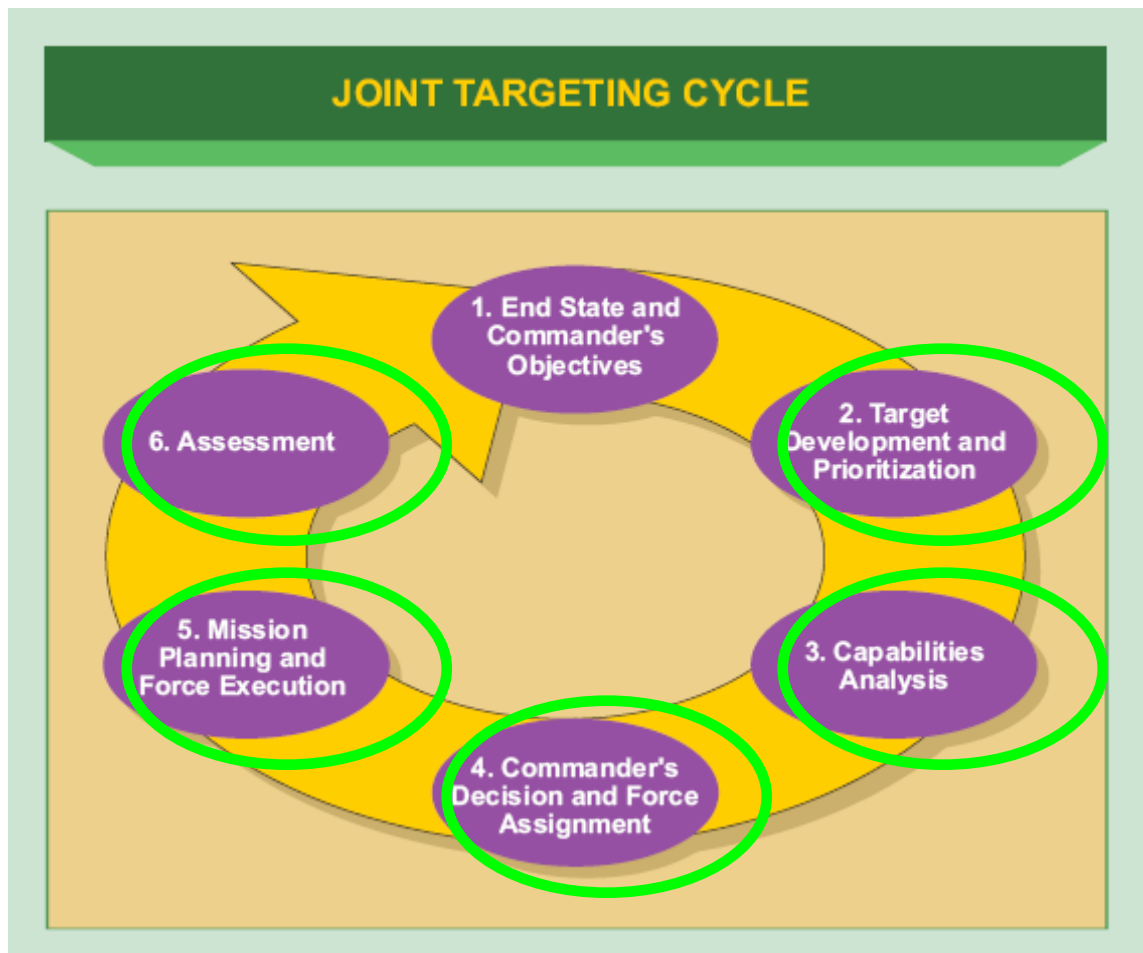 JOINT TARGETING CYCLE
1. End State and
Commander's
Objectives
2. Target
Development and
Prioritization
3. Capabilities
Analysis
4. Commander's
Decision and Force
Assignment
5. Mission
Planning and
Force Execution
6. Assessment